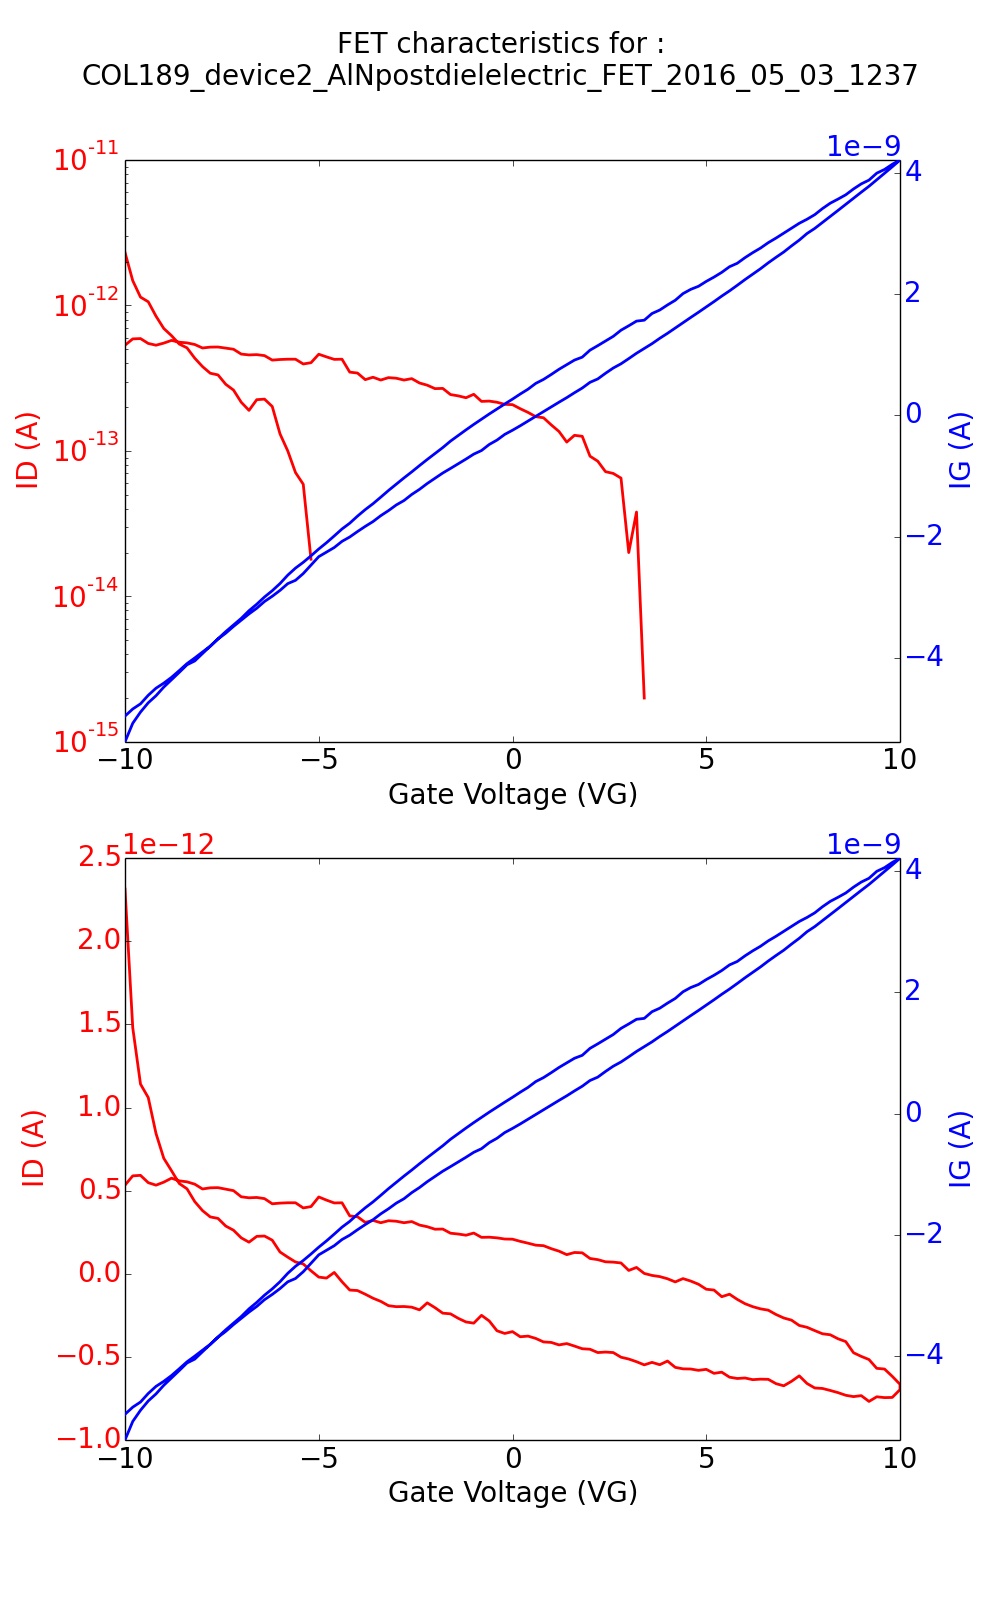 FET characteristics for :
COL189_device2_AlNpostdielelectric_FET_2016_05_03_1237
1e−9
10^-11
10^-12
10^-13
10^-14
10^-15
ID (A)
4
2
0
−2
−4
IG (A)
−10 −5 0 5 10
Gate Voltage (VG)
1e−12
1e−9
2.5
2.0
1.5
1.0
0.5
0.0
−0.5
−1.0
ID (A)
4
2
0
−2
−4
IG (A)
−10 −5 0 5 10
Gate Voltage (VG)